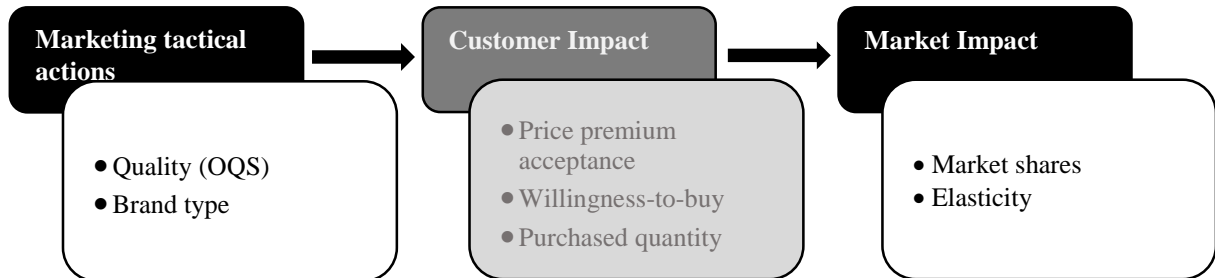 Marketing tactical
actions
• Quality (OQS)
• Brand type
Customer Impact
• Price premium
acceptance
• Willingness-to-buy
• Purchased quantity
Market Impact
• Market shares
• Elasticity